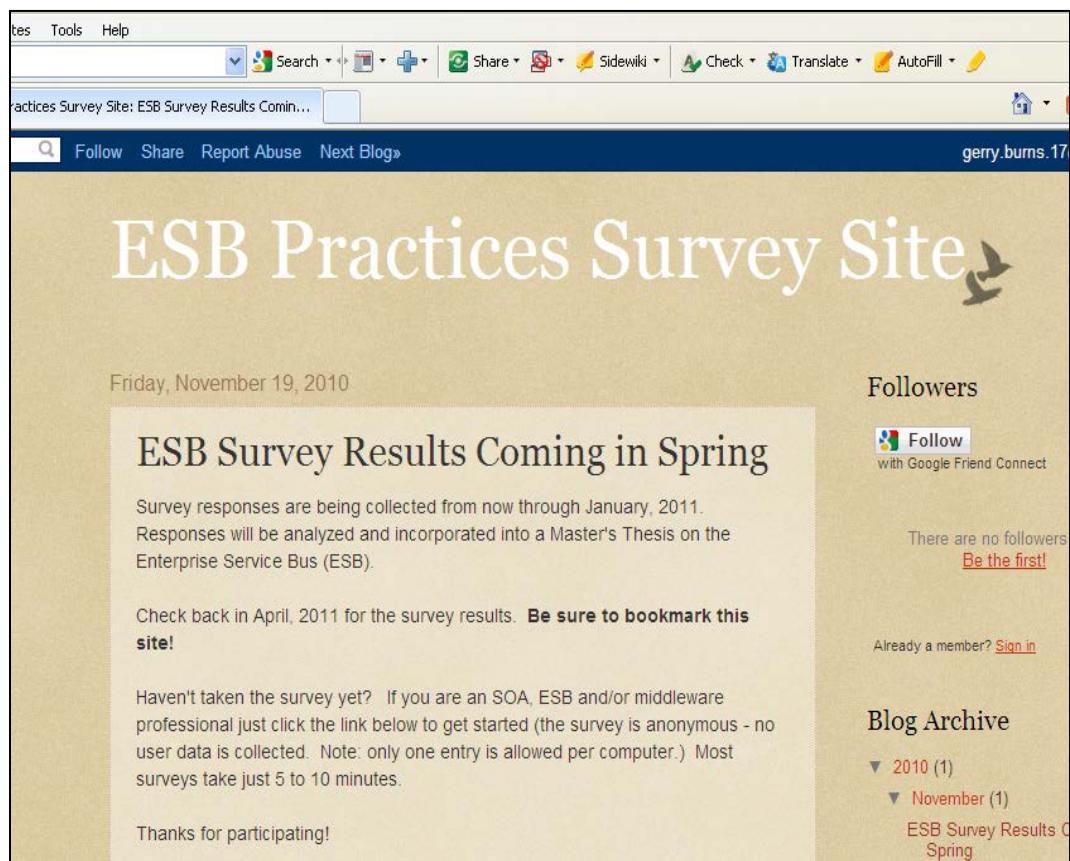 tes Tools Help
Search Share Sidewiki Check Translate AutoFill
ractices Survey Site: ESB Survey Results Comin...
Follow Share Report Abuse Next Blog»
gerry.burns.17
ESB Practices Survey Site
Friday, November 19, 2010
ESB Survey Results Coming in Spring
Survey responses are being collected from now through January, 2011.
Responses will be analyzed and incorporated into a Master's Thesis on the
Enterprise Service Bus (ESB).
Check back in April, 2011 for the survey results. Be sure to bookmark this
site!
Haven't taken the survey yet? If you are an SOA, ESB and/or middleware
professional just click the link below to get started (the survey is anonymous - no
user data is collected. Note: only one entry is allowed per computer.) Most
surveys take just 5 to 10 minutes.
Thanks for participating!
Followers
Follow
with Google Friend Connect
There are no followers
Be the first!
Already a member? Sign in
Blog Archive
▼ 2010 (1)
▼ November (1)
ESB Survey Results C
Spring